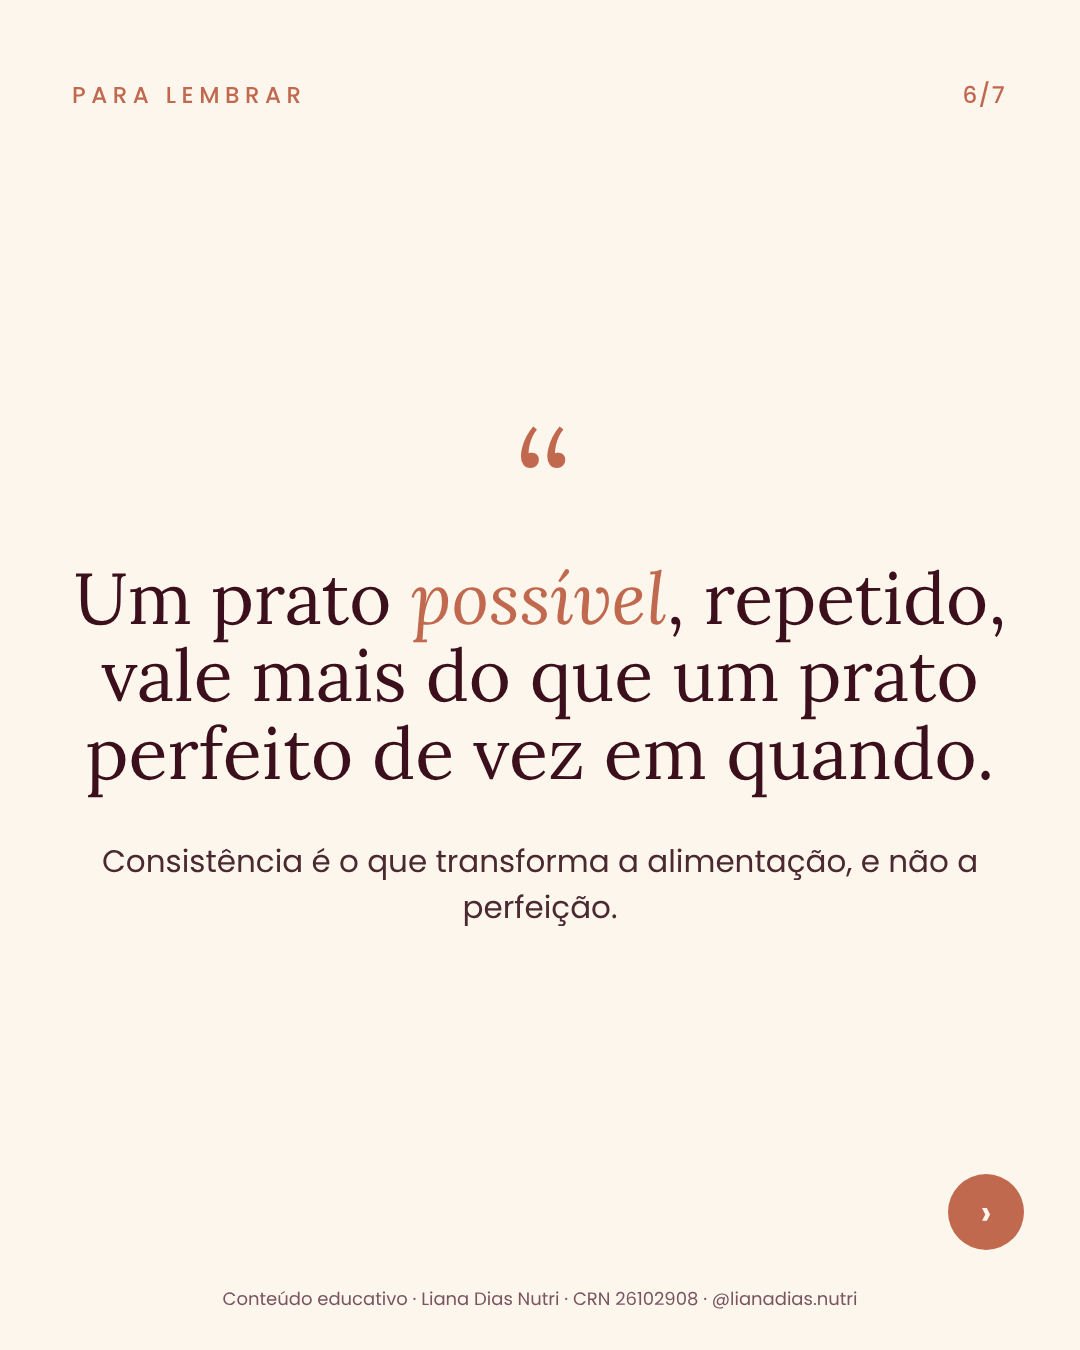 PARA LEMBRAR
6/7
“
Um prato possível, repetido,
vale mais do que um prato
perfeito de vez em quando.
Consistência é o que transforma a alimentação, e não a
perfeição.
›
Conteúdo educativo · Liana Dias Nutri · CRN 26102908 · @lianadias.nutri